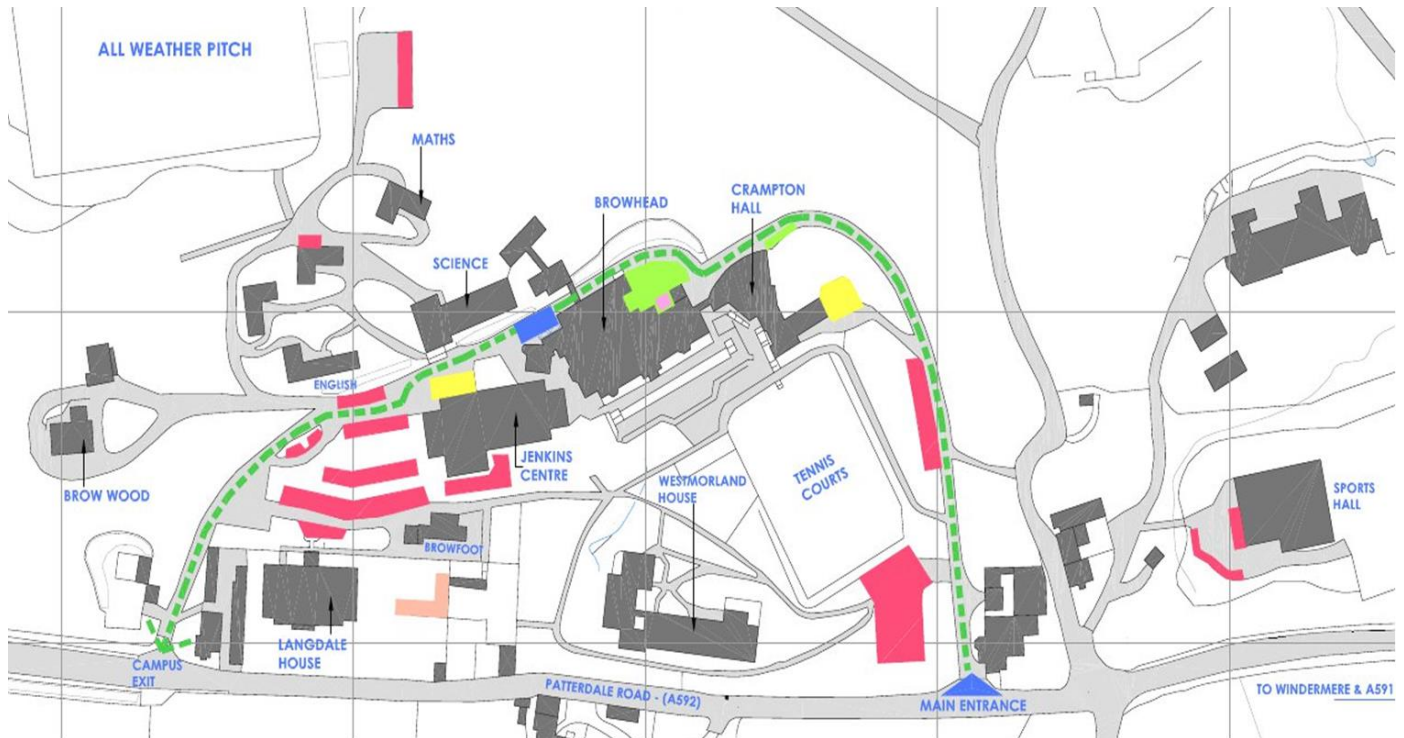 ALL WEATHER PITCH
MATHS
CRAMPTON
HALL
BROWHEAD
SCIENCE
ENGLISH
JENKINS
CENTRE
BROW WOOD
WESTMORLAND
HOUSE
TENNIS
COURTS
SPORTS
HALL
BROWFOOT
LANGDALE
HOUSE
CAMPUS
EXIT
PATTERDALE ROAD - (A592)
MAIN ENTRANCE
TO WINDERMERE & A591